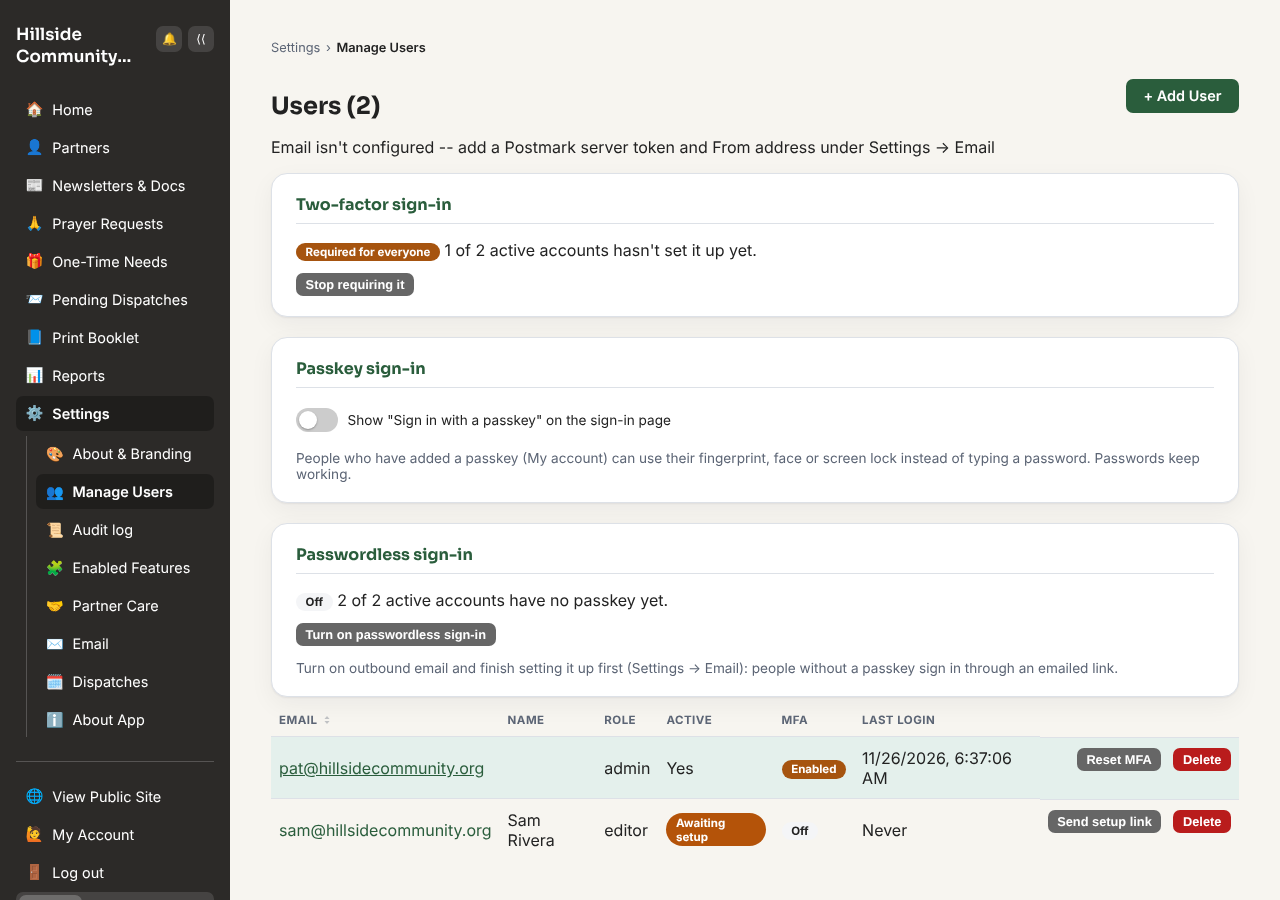 Hillside
Community...
Home
Partners
Newsletters & Docs
Prayer Requests
One-Time Needs
Pending Dispatches
Print Booklet
Reports
Settings
About & Branding
Manage Users
Audit log
Enabled Features
Partner Care
Email
Dispatches
About App
View Public Site
My Account
Log out
Settings › Manage Users
Users (2)
+ Add User
Email isn't configured -- add a Postmark server token and From address under Settings → Email
Two-factor sign-in
Required for everyone 1 of 2 active accounts hasn't set it up yet.
Stop requiring it
Passkey sign-in
Show "Sign in with a passkey" on the sign-in page
People who have added a passkey (My account) can use their fingerprint, face or screen lock instead of typing a password. Passwords keep
working.
Passwordless sign-in
Off 2 of 2 active accounts have no passkey yet.
Turn on passwordless sign-in
Turn on outbound email and finish setting it up first (Settings → Email): people without a passkey sign in through an emailed link.
EMAIL NAME ROLE ACTIVE MFA LAST LOGIN
pat@hillsidecommunity.org admin Yes Enabled 11/26/2026, 6:37:06
AM
Reset MFA Delete
sam@hillsidecommunity.org Sam
Rivera editor Awaiting
setup Off Never Send setup link Delete